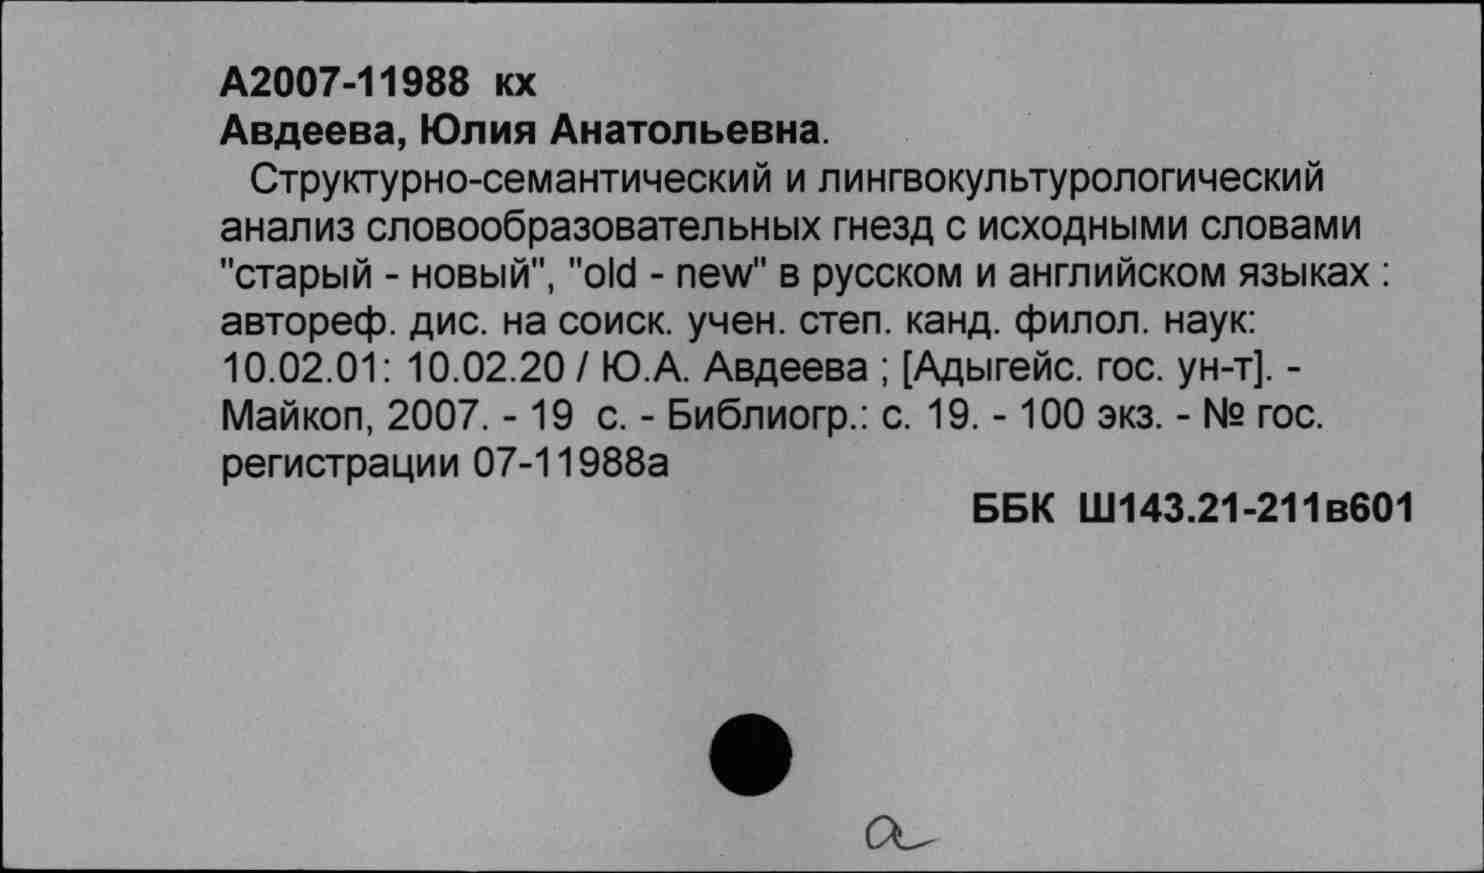 А2007-11988 кх
Авдеева, Юлия Анатольевна.
Структурно-семантический и лингвокультурологический
анализ словообразовательных гнезд с исходными словами
"старый - новый", "old - new" в русском и английском языках :
автореф. дис. на соиск. учен. степ. канд. филол. наук:
10.02.01: 10.02.20 / Ю.А. Авдеева ; [Адыгейс. гос. ун-т]. -
Майкоп, 2007. - 19 с. - Библиогр.: с. 19. - 100 экз. - № гос.
регистрации 07-11988а
ББК Ш143.21-211в601
а